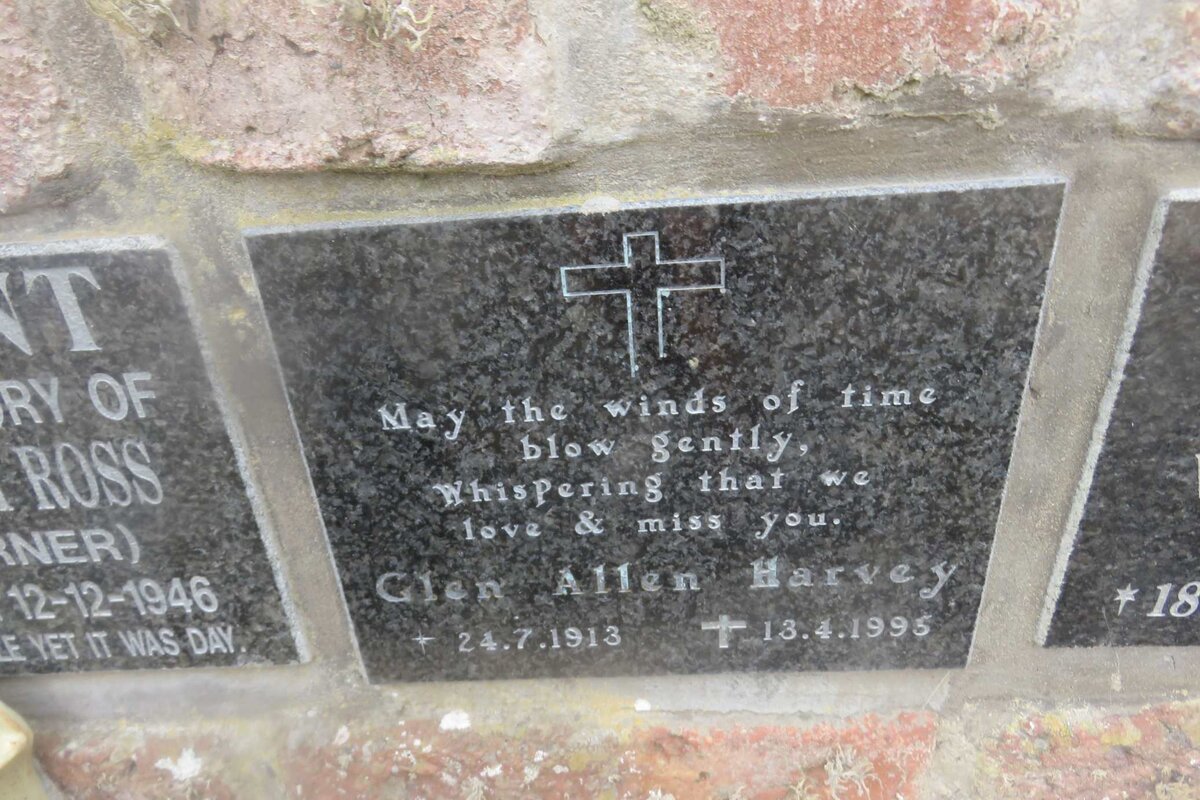 NT
ORY OF
ROSS
RNER)
12-12-1946
LE YET IT WAS DAY.
May the winds of time
blow gently,
Whispering that we
love & miss you.
Glen Allen Harvey
24.7.1913 13.4.1995
18